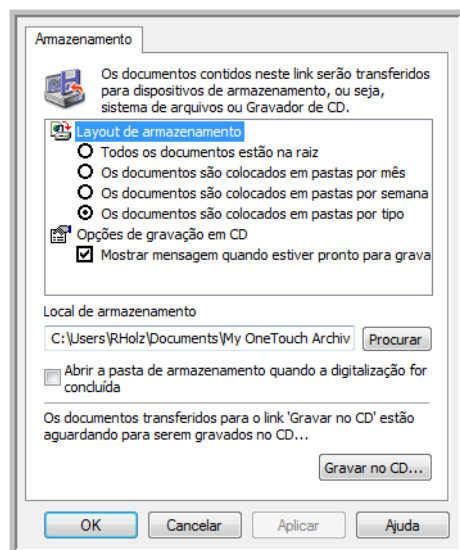 Armazenamento
Os documentos contidos neste link serão transferidos
para dispositivos de armazenamento, ou seja,
sistema de arquivos ou Gravador de CD.
Layout de armazenamento
Todos os documentos estão na raiz
Os documentos são colocados em pastas por mês
Os documentos são colocados em pastas por semana
Os documentos são colocados em pastas por tipo
Opções de gravação em CD
Mostrar mensagem quando estiver pronto para grava
Local de armazenamento
C:\Users\RHolz\Documents\My OneTouch Archiv
Procurar
Abrir a pasta de armazenamento quando a digitalização for
concluída
Os documentos transferidos para o link 'Gravar no CD' estão
aguardando para serem gravados no CD...
Gravar no CD...
OK
Cancelar
Aplicar
Ajuda